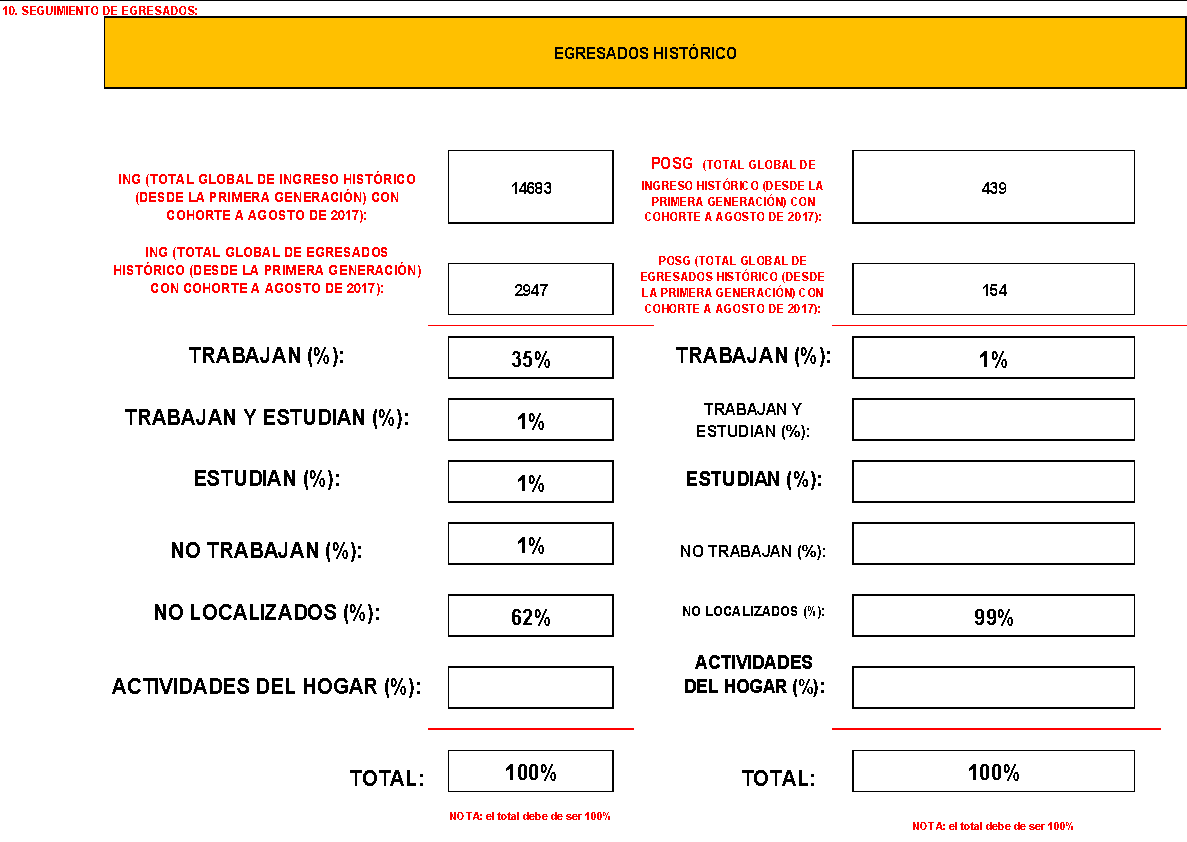 10. SEGUIMIENTO DE EGRESADOS:
EGRESADOS HISTÓRICO
ING (TOTAL GLOBAL DE INGRESO HISTÓRICO
(DESDE LA PRIMERA GENERACIÓN) CON
COHORTE A AGOSTO DE 2017):
14683
POSG (TOTAL GLOBAL DE
INGRESO HISTÓRICO (DESDE LA
PRIMERA GENERACIÓN) CON
COHORTE A AGOSTO DE 2017):
439
ING (TOTAL GLOBAL DE EGRESADOS
HISTÓRICO (DESDE LA PRIMERA GENERACIÓN)
CON COHORTE A AGOSTO DE 2017):
2947
POSG (TOTAL GLOBAL DE
EGRESADOS HISTÓRICO (DESDE
LA PRIMERA GENERACIÓN) CON
COHORTE A AGOSTO DE 2017):
154
TRABAJAN (%):
35%
TRABAJAN (%):
1%
TRABAJAN Y ESTUDIAN (%):
1%
TRABAJAN Y
ESTUDIAN (%):
ESTUDIAN (%):
1%
ESTUDIAN (%):
NO TRABAJAN (%):
1%
NO TRABAJAN (%):
NO LOCALIZADOS (%):
62%
NO LOCALIZADOS (%):
99%
ACTIVIDADES DEL HOGAR (%):
ACTIVIDADES
DEL HOGAR (%):
TOTAL:
100%
TOTAL:
100%
NOTA: el total debe de ser 100%
NOTA: el total debe de ser 100%